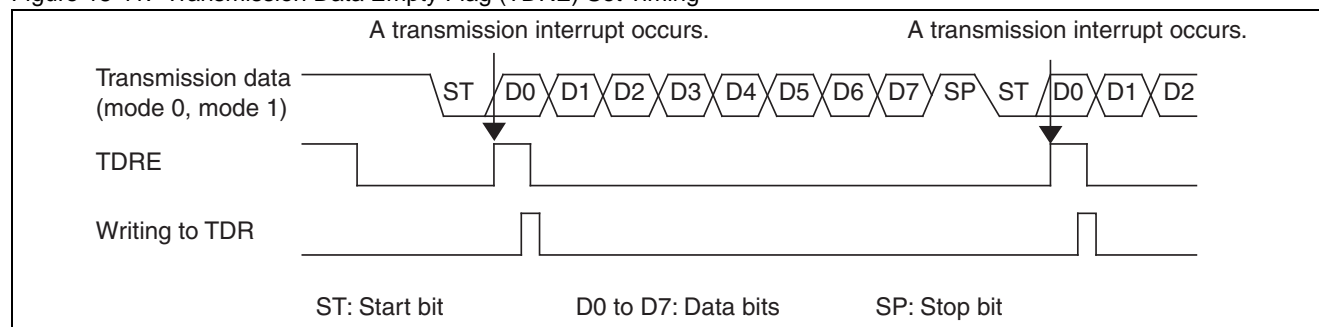 A transmission interrupt occurs. A transmission interrupt occurs.
Transmission data
(mode 0, mode 1)
ST D0 D1 D2 D3 D4 D5 D6 D7 SP ST D0 D1 D2
TDRE
Writing to TDR
ST: Start bit D0 to D7: Data bits SP: Stop bit